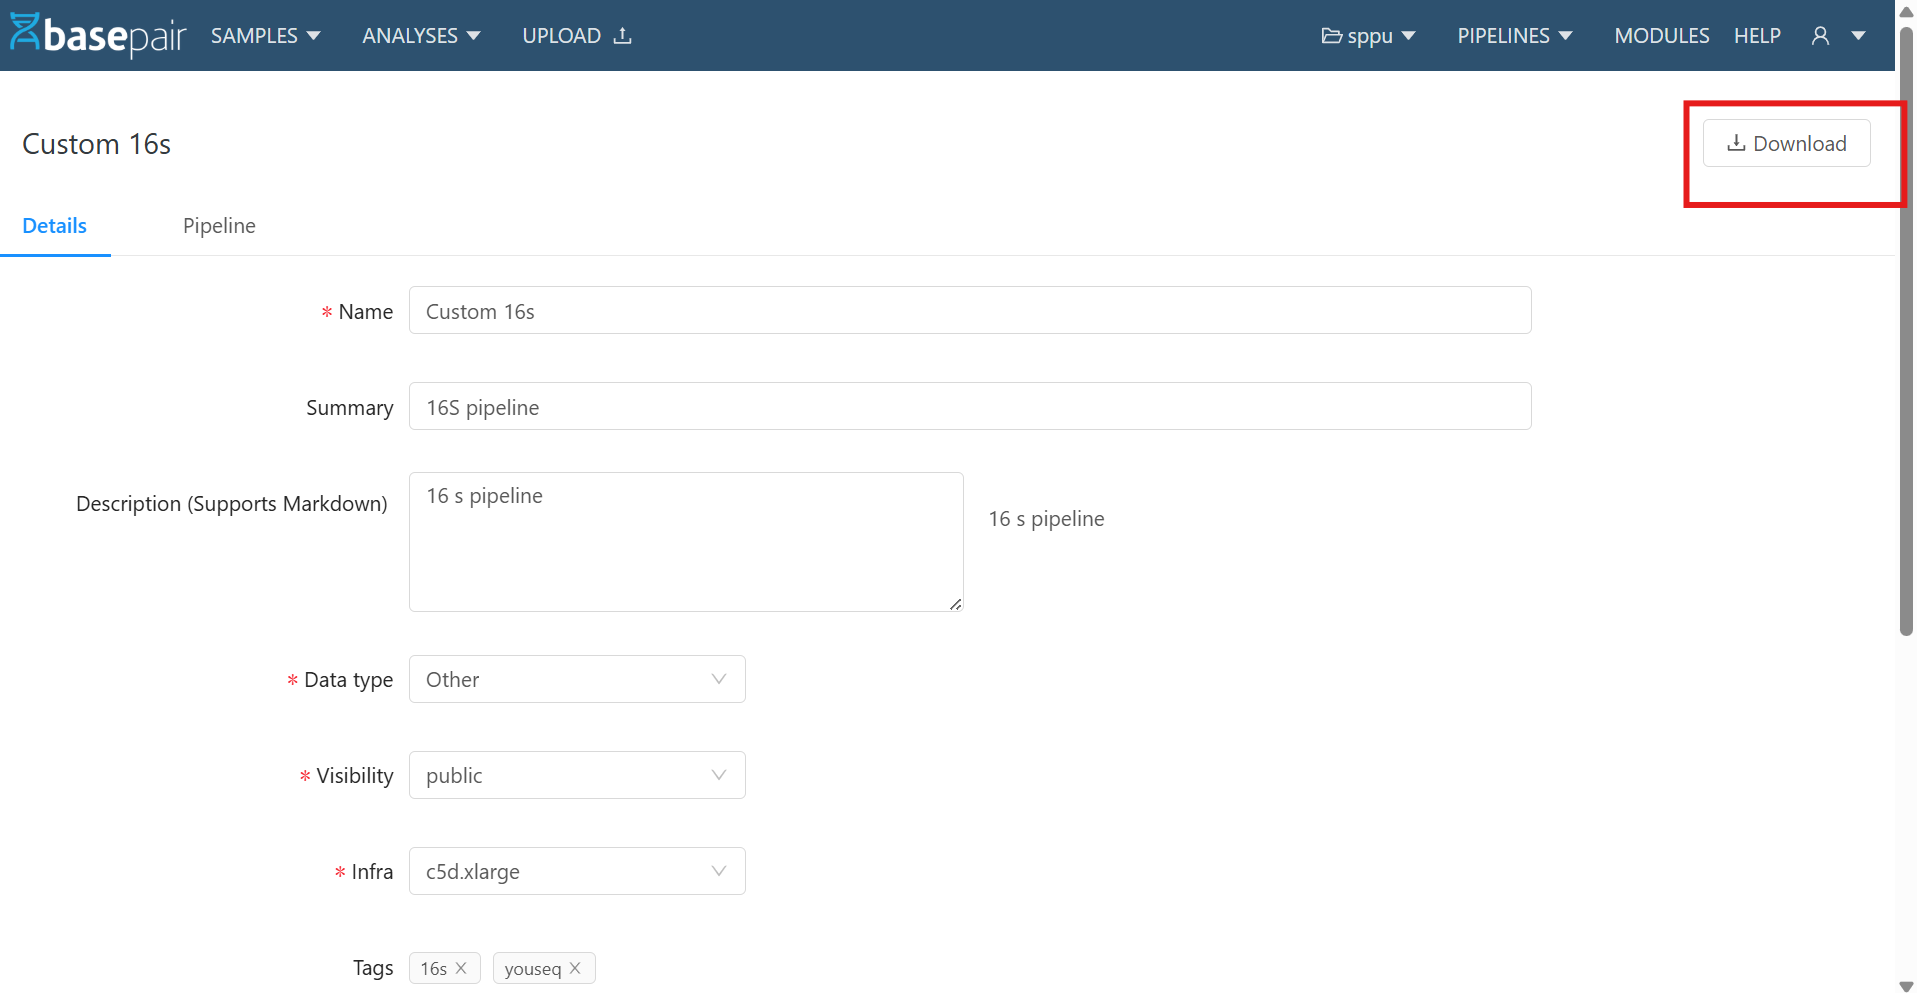 basepair SAMPLES ANALYSES UPLOAD sppu PIPELINES MODULES HELP
Custom 16s Download
Details Pipeline
* Name Custom 16s
Summary 16S pipeline
Description (Supports Markdown) 16 s pipeline 16 s pipeline
* Data type Other
* Visibility public
* Infra c5d.xlarge
Tags 16s youseq